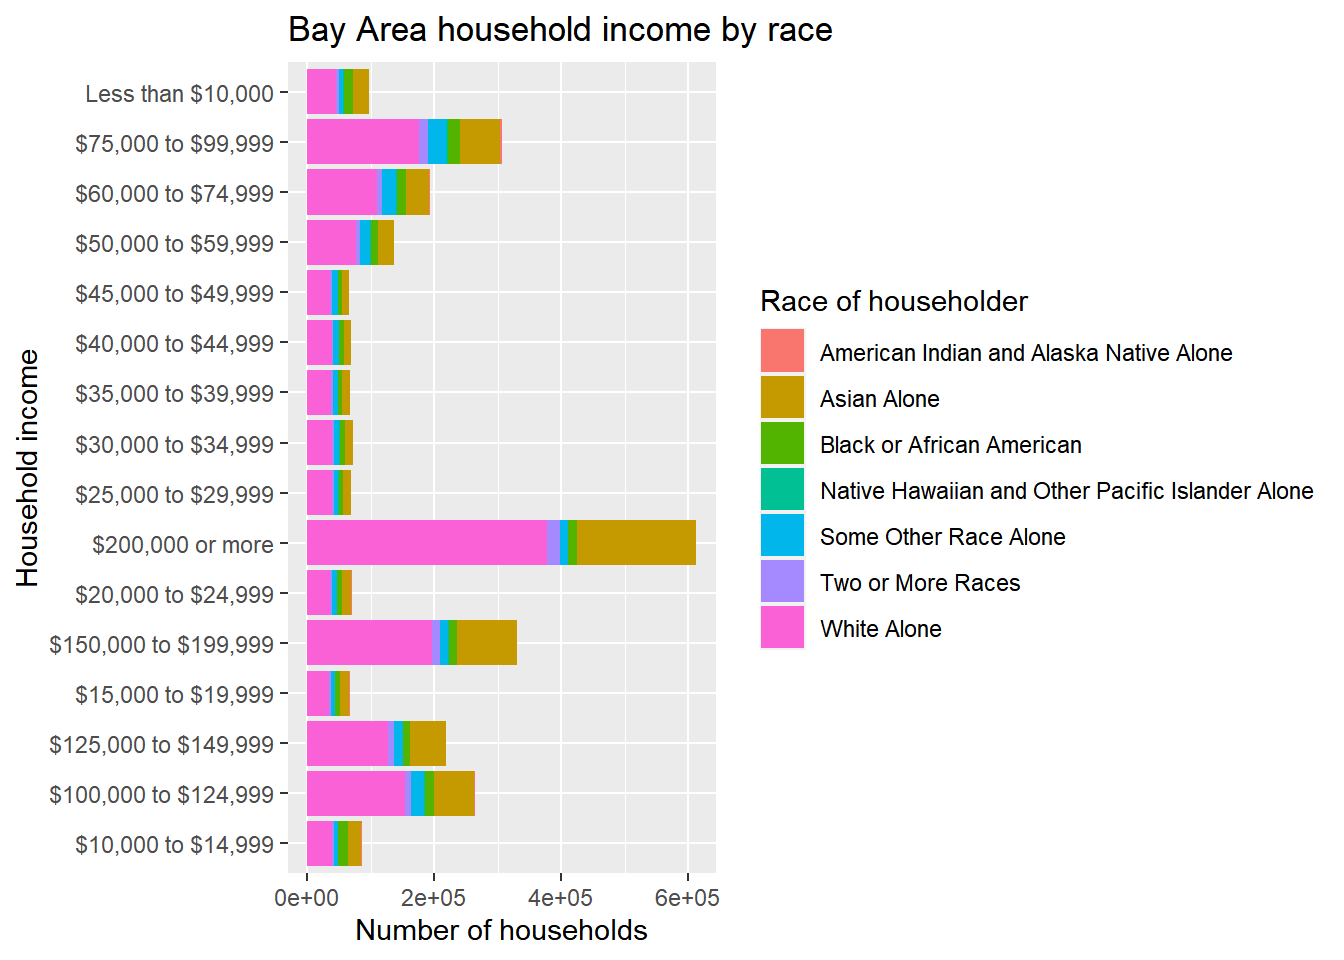 Bay Area household income by race
Household income
Less than $10,000
$75,000 to $99,999
$60,000 to $74,999
$50,000 to $59,999
$45,000 to $49,999
$40,000 to $44,999
$35,000 to $39,999
$30,000 to $34,999
$25,000 to $29,999
$200,000 or more
$20,000 to $24,999
$150,000 to $199,999
$15,000 to $19,999
$125,000 to $149,999
$100,000 to $124,999
$10,000 to $14,999
0e+00 2e+05 4e+05 6e+05
Number of households
Race of householder
American Indian and Alaska Native Alone
Asian Alone
Black or African American
Native Hawaiian and Other Pacific Islander Alone
Some Other Race Alone
Two or More Races
White Alone